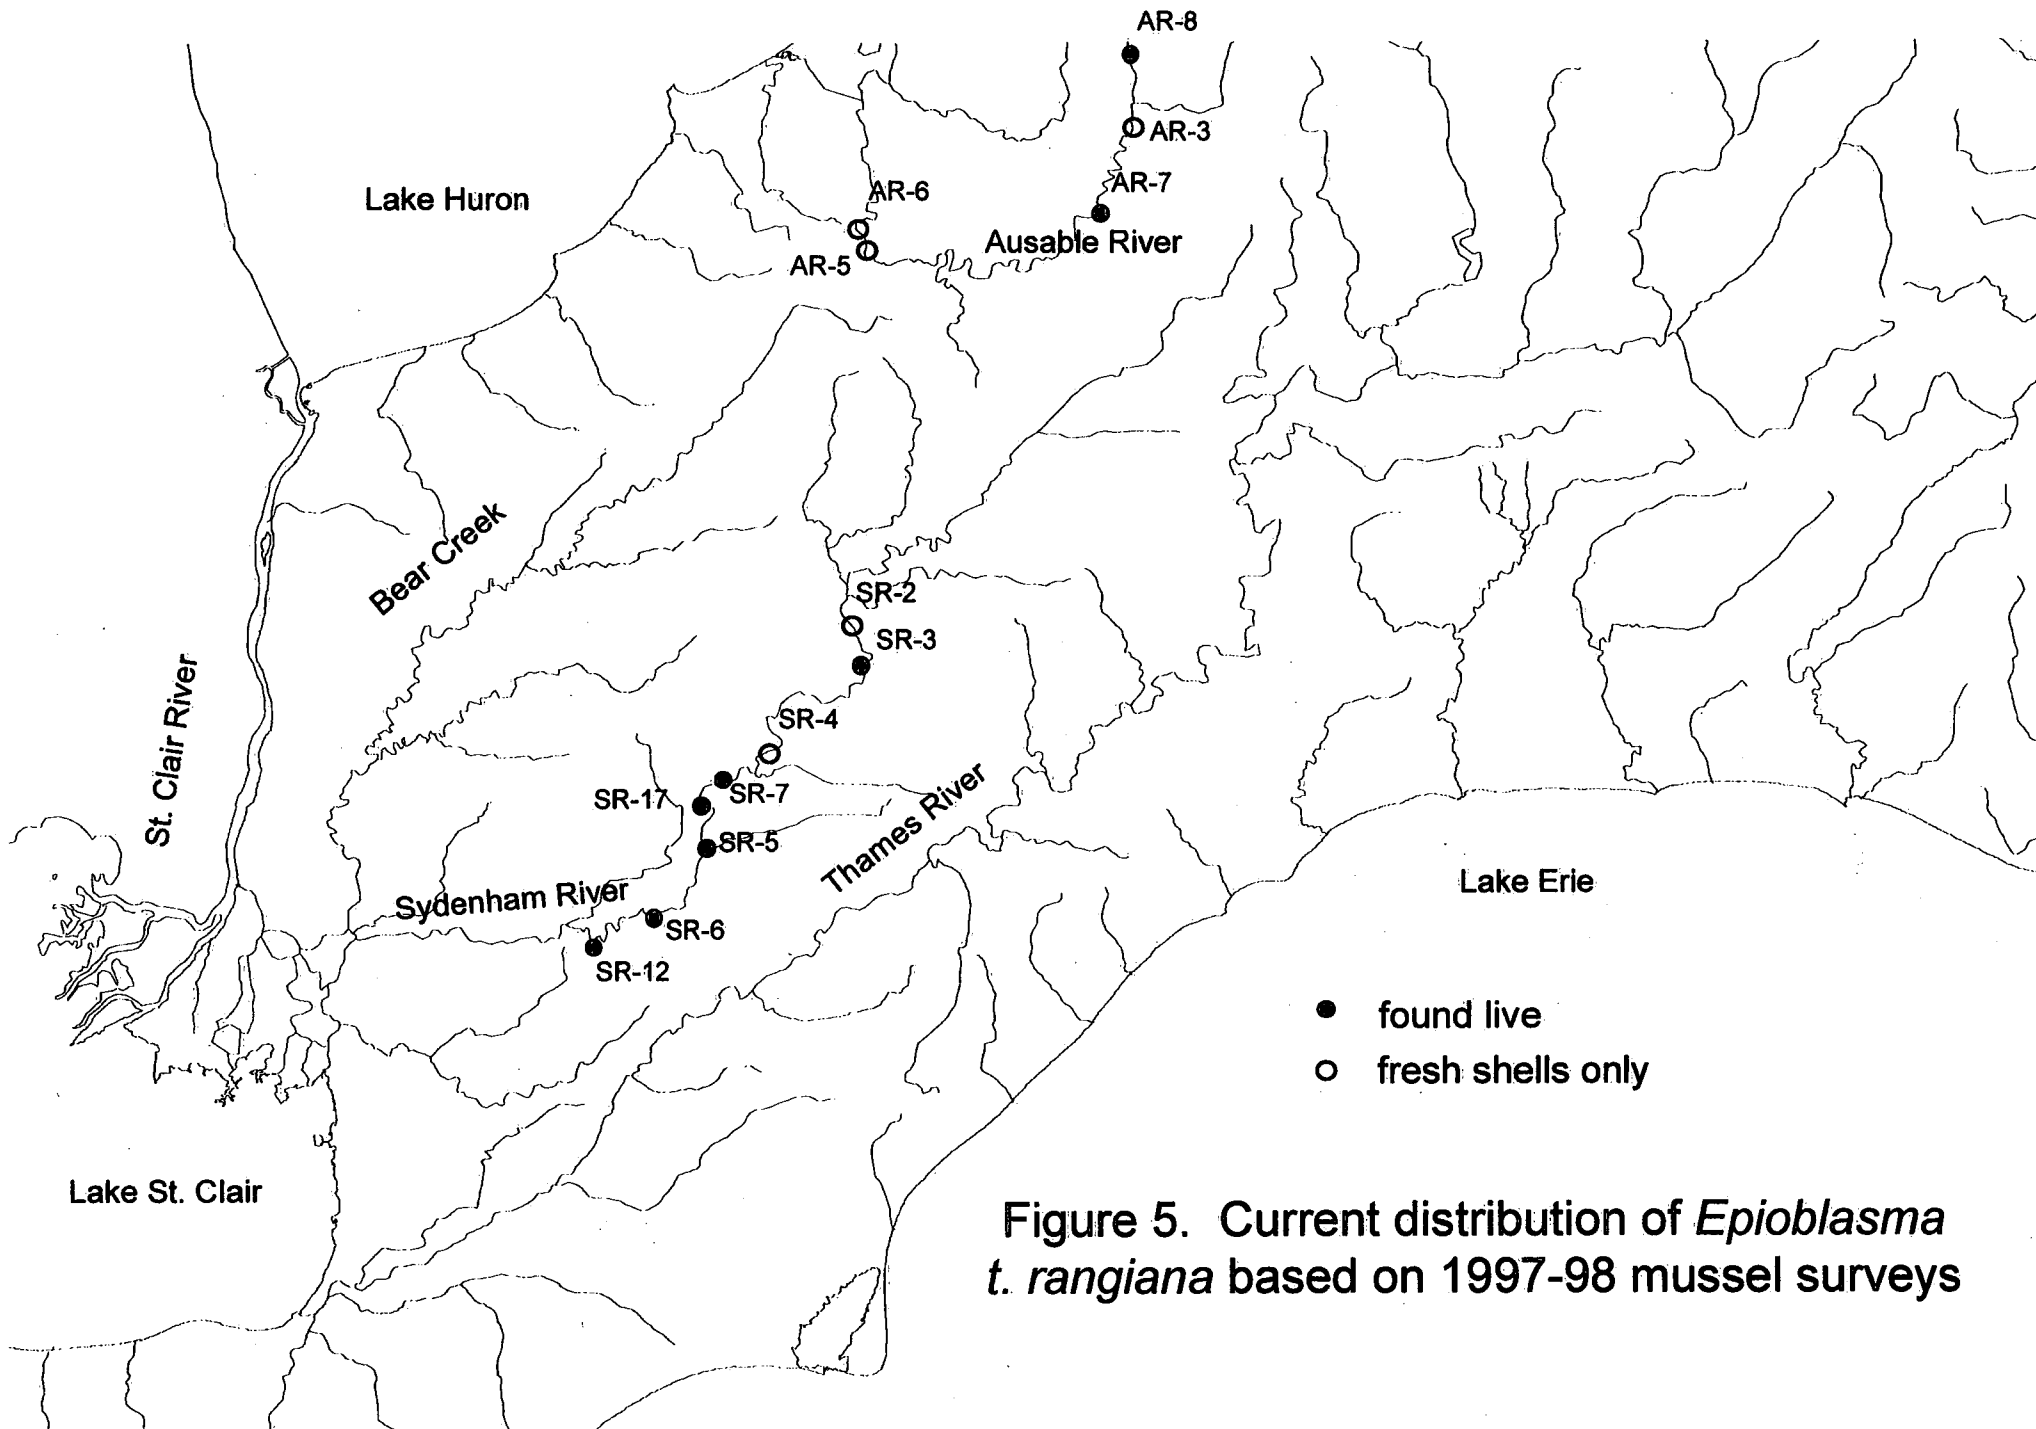 AR-8
AR-3
AR-7
AR-6
Lake Huron
Ausable River
AR-5
Bear Creek
SR-2
SR-3
St. Clair River
SR-4
SR-7
SR-17
Thames River
SR-5
Lake Erie
Sydenham River
SR-6
SR-12
found live
fresh shells only
Lake St. Clair
Figure 5. Current distribution of Epioblasma
t. rangiana based on 1997-98 mussel surveys